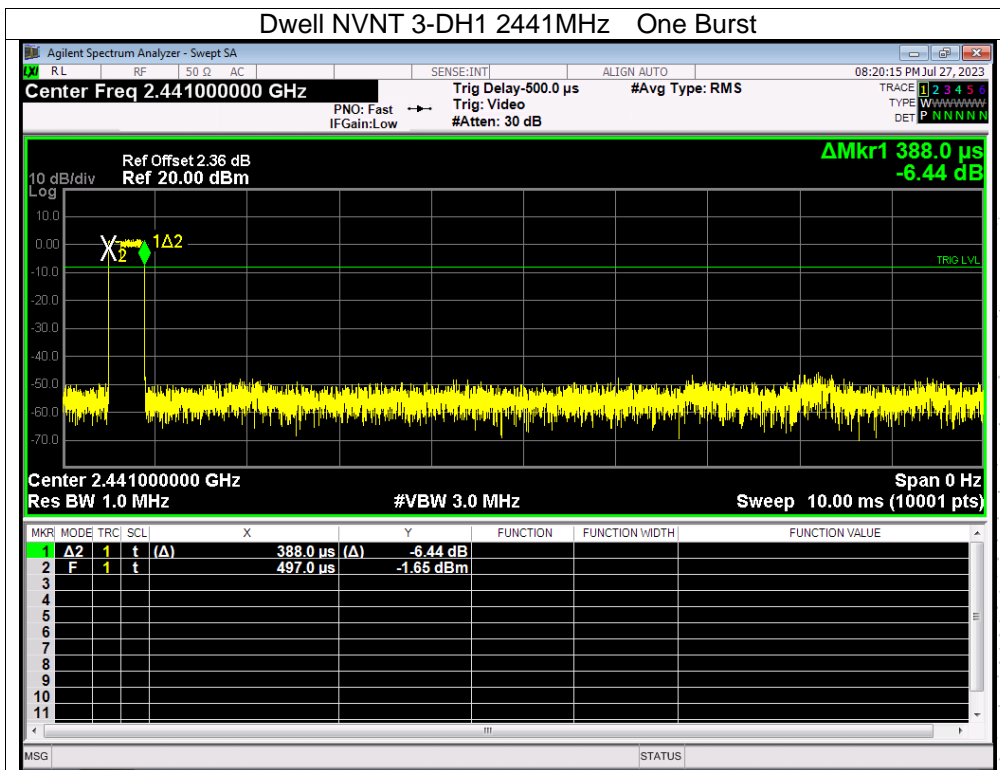 Dwell NVNT 3-DH1 2441MHz One Burst
Agilent Spectrum Analyzer - Swept SA
LXI RL RF 50 Ω AC SENSE:INT ALIGN AUTO 08:20:15 PM Jul 27, 2023
Center Freq 2.441000000 GHz
PNO: Fast
IFGain:Low
Trig Delay-500.0 µs
Trig: Video
#Atten: 30 dB
#Avg Type: RMS
TRACE 1 2 3 4 5 6
TYPE WWWWWWW
DET P N N N N N
ΔMkr1 388.0 µs
-6.44 dB
Ref Offset 2.36 dB
10 dB/div Ref 20.00 dBm
Log
10.0
0.00
-10.0
-20.0
-30.0
-40.0
-50.0
-60.0
-70.0
X2 1Δ2
TRIG LVL
Center 2.441000000 GHz Span 0 Hz
Res BW 1.0 MHz #VBW 3.0 MHz Sweep 10.00 ms (10001 pts)
MKR MODE TRC SCL X Y FUNCTION FUNCTION WIDTH FUNCTION VALUE
1 Δ2 1 t (Δ) 388.0 µs (Δ) -6.44 dB
2 F 1 t 497.0 µs -1.65 dBm
3
4
5
6
7
8
9
10
11
MSG STATUS